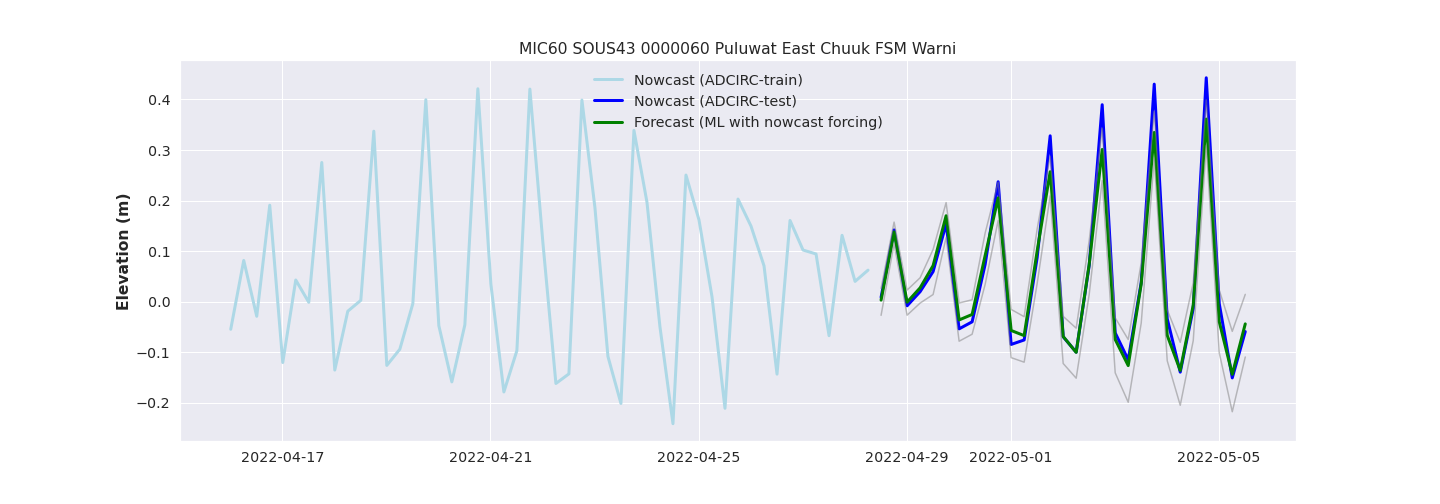 MIC60 SOUS43 0000060 Puluwat East Chuuk FSM Warni
Nowcast (ADCIRC-train)
Nowcast (ADCIRC-test)
Forecast (ML with nowcast forcing)
Elevation (m)
0.4
0.3
0.2
0.1
0.0
−0.1
−0.2
2022-04-17 2022-04-21 2022-04-25 2022-04-29 2022-05-01 2022-05-05